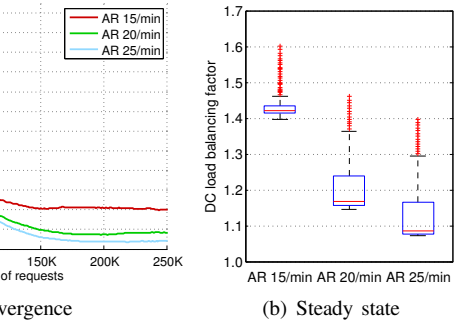 AR 15/min
AR 20/min
AR 25/min
150K 200K 250K
of requests
vergence
DC load balancing factor
1.7
1.6
1.5
1.4
1.3
1.2
1.1
1.0
AR 15/min AR 20/min AR 25/min
(b) Steady state